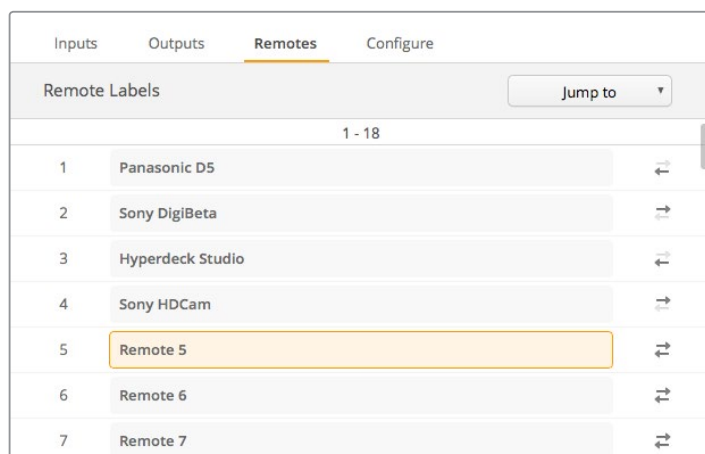 Inputs Outputs Remotes Configure
Remote Labels Jump to
1 - 18
1 Panasonic D5
2 Sony DigiBeta
3 Hyperdeck Studio
4 Sony HDCam
5 Remote 5
6 Remote 6
7 Remote 7